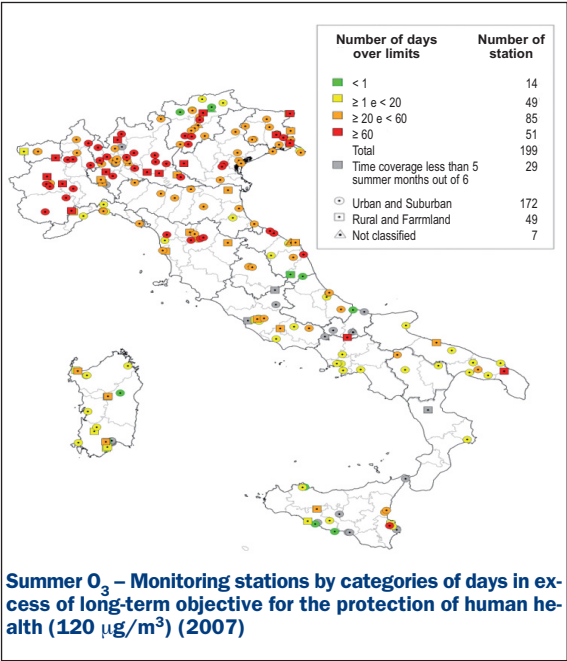 Number of days over limits Number of station
< 1 14
≥ 1 e < 20 49
≥ 20 e < 60 85
≥ 60 51
Total 199
Time coverage less than 5 29
summer months out of 6
Urban and Suburban 172
Rural and Farmland 49
Not classified 7
Summer O₃ – Monitoring stations by categories of days in ex-
cess of long-term objective for the protection of human he-
alth (120 µg/m³) (2007)